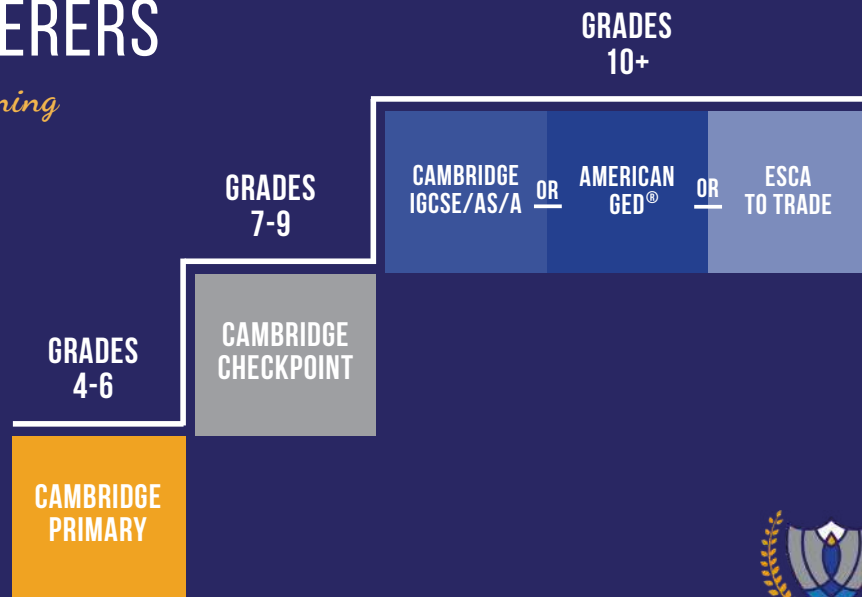 ERERS
ning
GRADES
10+
CAMBRIDGE
IGCSE/AS/A
OR
AMERICAN
GED®
OR
ESCA
TO TRADE
GRADES
7-9
CAMBRIDGE
CHECKPOINT
GRADES
4-6
CAMBRIDGE
PRIMARY